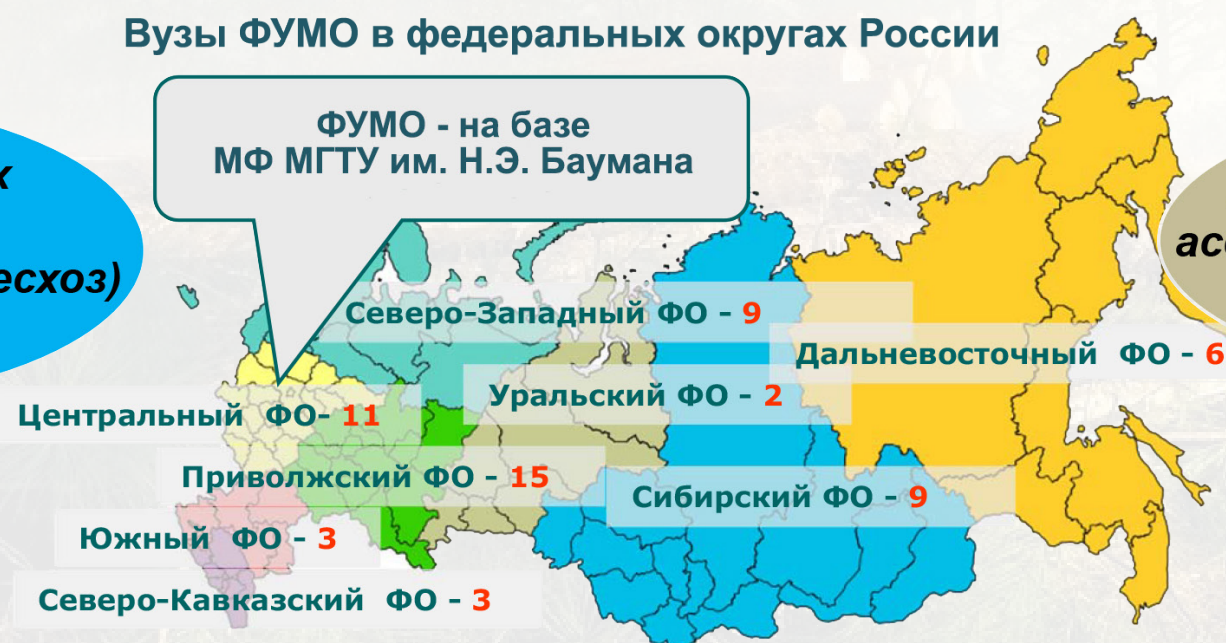 Вузы ФУМО в федеральных округах России
ФУМО - на базе
МФ МГТУ им. Н.Э. Баумана
Северо-Западный ФО - 9
Дальневосточный ФО - 6
Уральский ФО - 2
Центральный ФО- 11
Приволжский ФО - 15
Сибирский ФО - 9
Южный ФО - 3
Северо-Кавказский ФО - 3